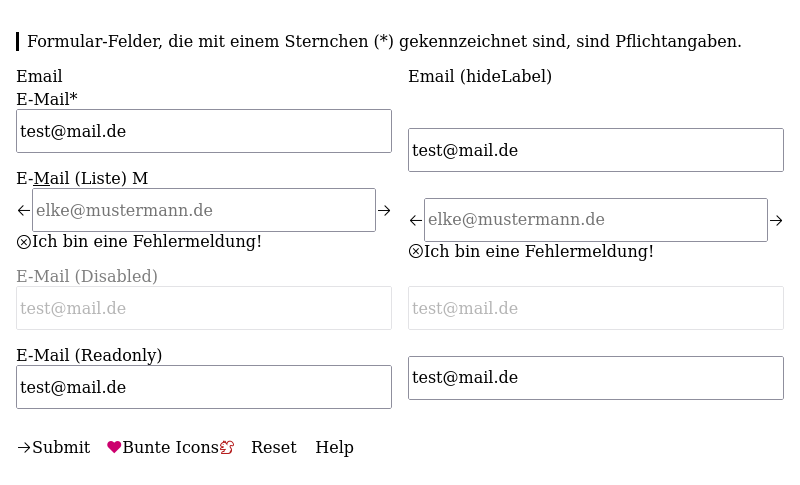 Formular-Felder, die mit einem Sternchen (*) gekennzeichnet sind, sind Pflichtangaben.
Email
E-Mail*
test@mail.de
E-Mail (Liste) M
elke@mustermann.de
Ich bin eine Fehlermeldung!
E-Mail (Disabled)
test@mail.de
E-Mail (Readonly)
test@mail.de
Email (hideLabel)
test@mail.de
elke@mustermann.de
Ich bin eine Fehlermeldung!
test@mail.de
test@mail.de
Submit Bunte Icons Reset Help